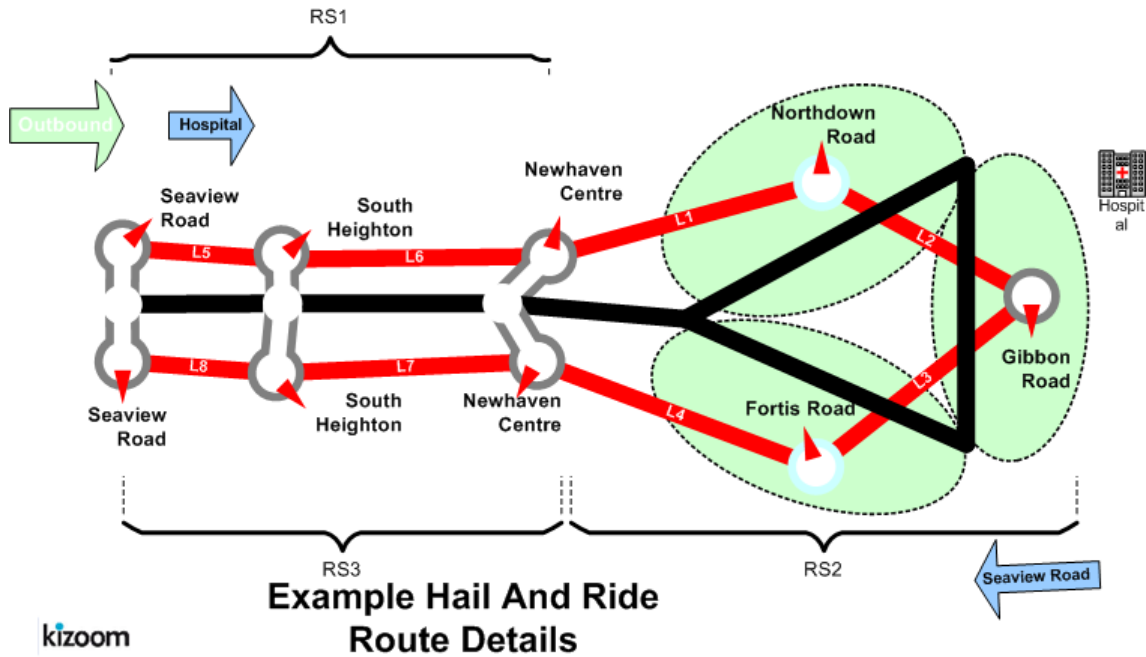 RS1
Outbound
Hospital
Northdown
Road
Newhaven
Centre
Seaview
Road
South
Heighton
Hospit
al
L1
L2
L5
L6
L8
L7
L3
L4
Gibbon
Road
Fortis Road
Seaview
Road
South
Heighton
Newhaven
Centre
RS3
RS2
Seaview Road
Example Hail And Ride
Route Details
kizoom